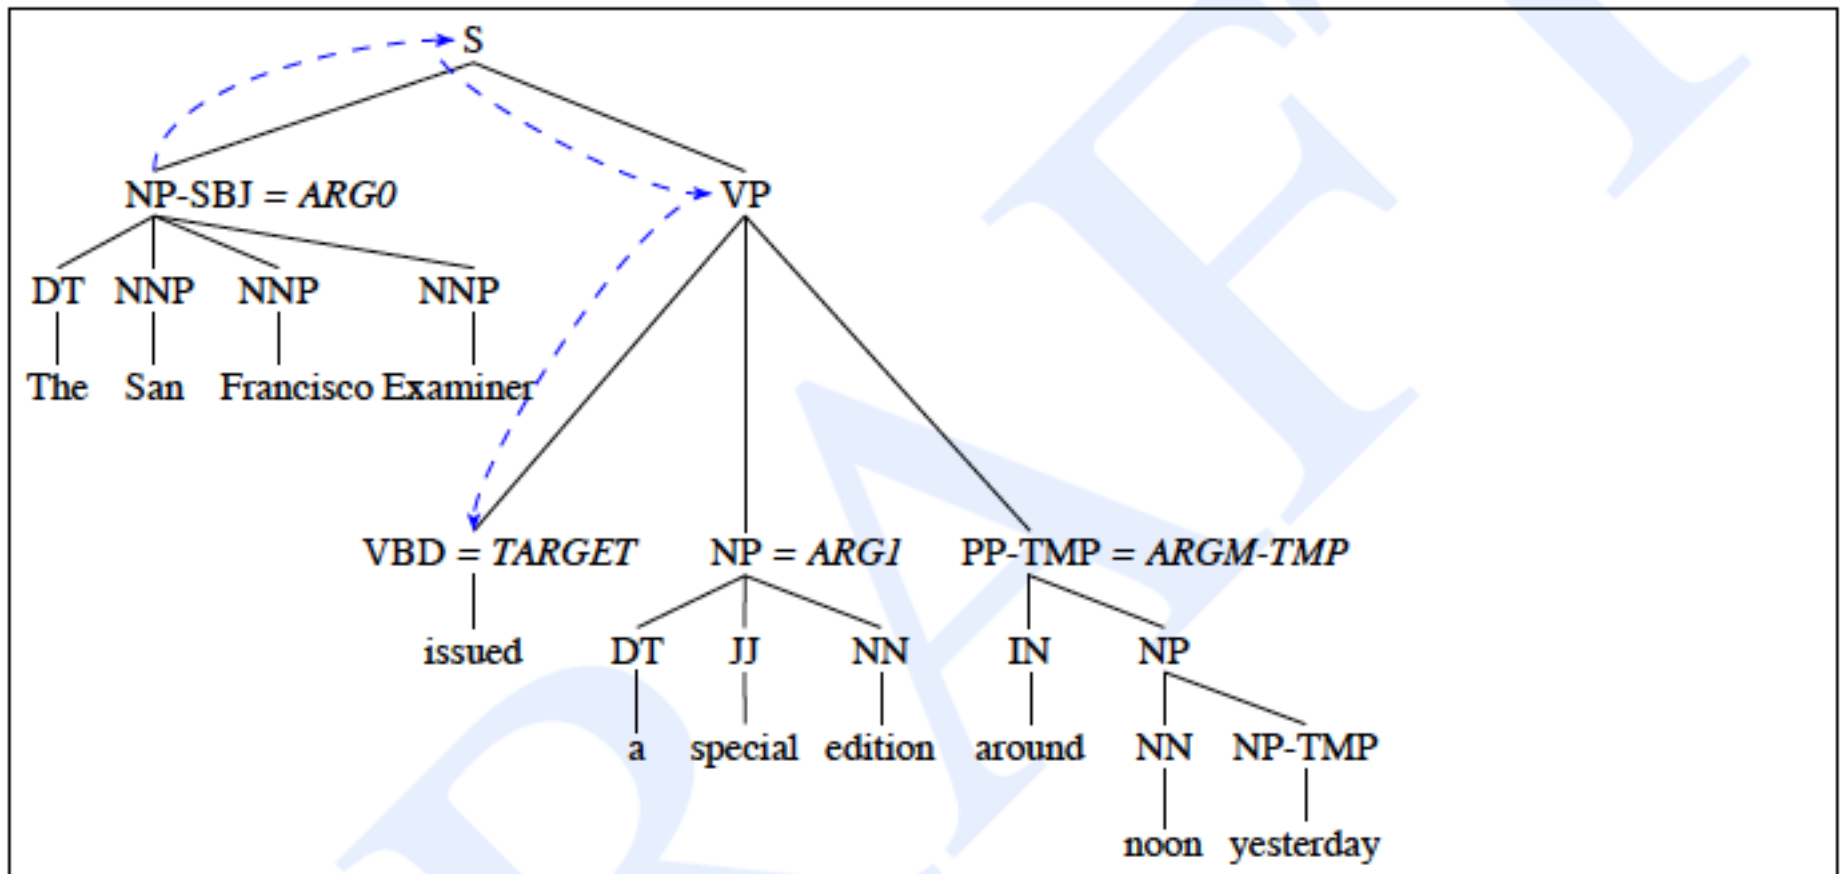 S
NP-SBJ = ARG0 VP
DT NNP NNP NNP
The San Francisco Examiner
VBD = TARGET NP = ARG1 PP-TMP = ARGM-TMP
issued DT JJ NN IN NP
a special edition around NN NP-TMP
noon yesterday